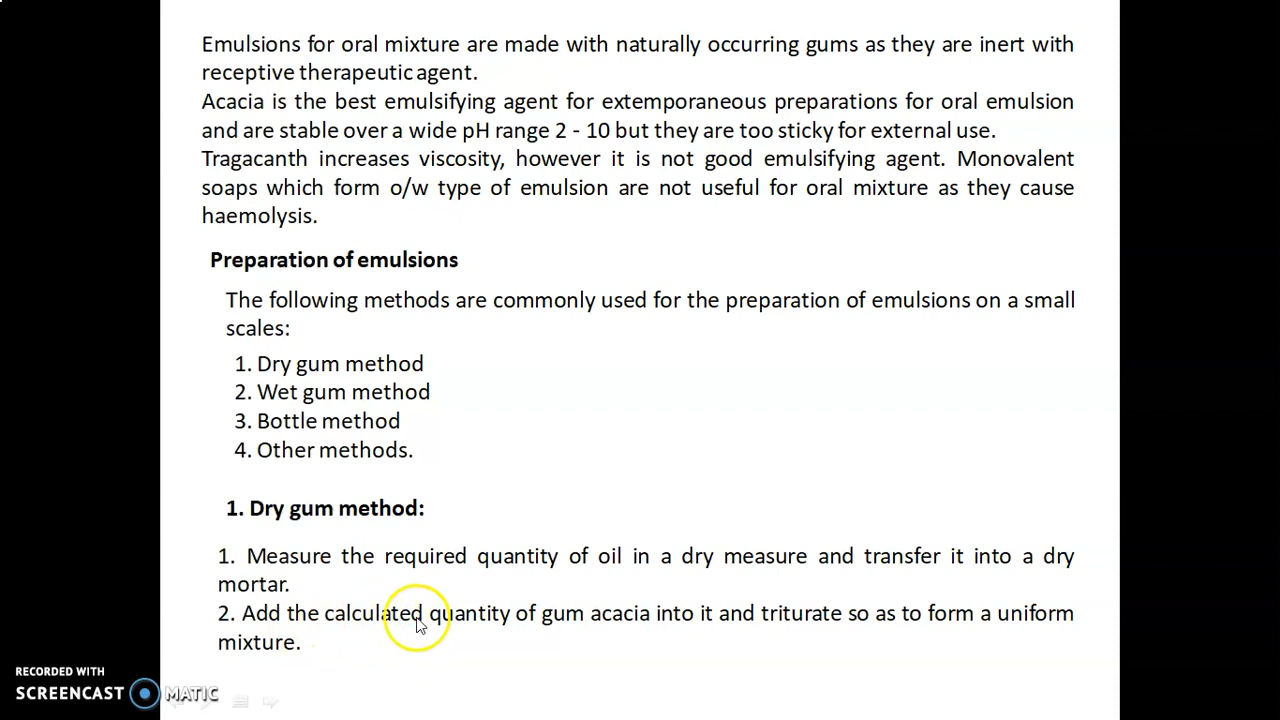 Emulsions for oral mixture are made with naturally occurring gums as they are inert with
receptive therapeutic agent.
Acacia is the best emulsifying agent for extemporaneous preparations for oral emulsion
and are stable over a wide pH range 2 - 10 but they are too sticky for external use.
Tragacanth increases viscosity, however it is not good emulsifying agent. Monovalent
soaps which form o/w type of emulsion are not useful for oral mixture as they cause
haemolysis.
Preparation of emulsions
The following methods are commonly used for the preparation of emulsions on a small
scales:
1. Dry gum method
2. Wet gum method
3. Bottle method
4. Other methods.
1. Dry gum method:
1. Measure the required quantity of oil in a dry measure and transfer it into a dry
mortar.
2. Add the calculated quantity of gum acacia into it and triturate so as to form a uniform
mixture.
RECORDED WITH
SCREENCAST MATIC